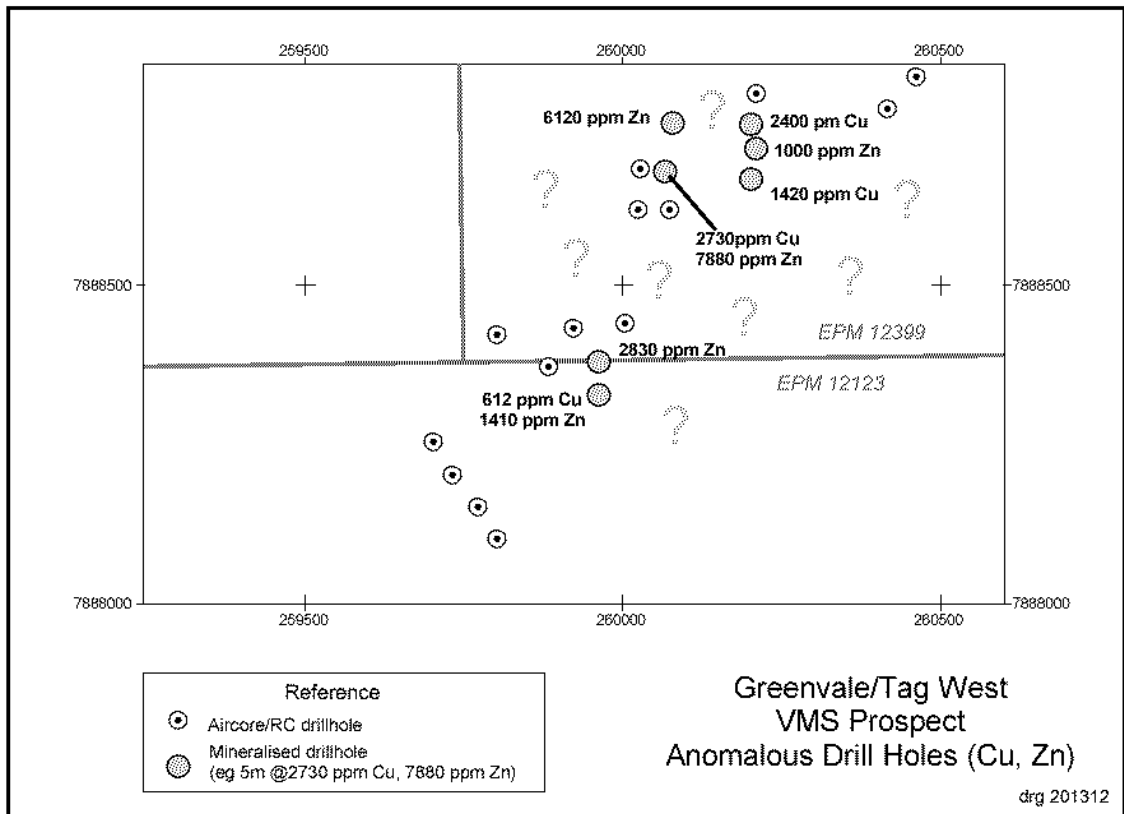 259500
260000
260500
6120 ppm Zn
?
2400 pm Cu
1000 ppm Zn
1420 ppm Cu
?
?
2730ppm Cu
7880 ppm Zn
?
?
?
?
7888500
7888500
EPM 12399
2830 ppm Zn
EPM 12123
612 ppm Cu
1410 ppm Zn
?
7888000
7888000
259500
260000
260500
Reference
Aircore/RC drillhole
Mineralised drillhole
(eg 5m @2730 ppm Cu, 7880 ppm Zn)
Greenvale/Tag West
VMS Prospect
Anomalous Drill Holes (Cu, Zn)
drg 201312